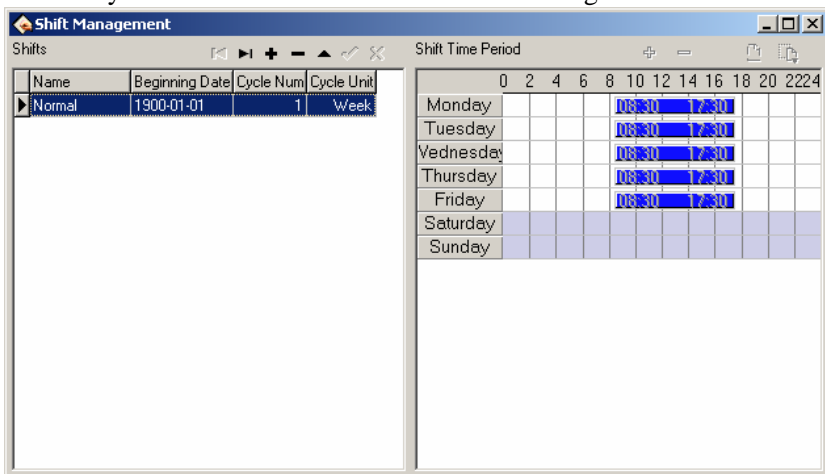 Shift Management
Shifts
Name Beginning Date Cycle Num Cycle Unit
Normal 1900-01-01 1 Week
Shift Time Period
0 2 4 6 8 10 12 14 16 18 20 2224
Monday 08:30 17:30
Tuesday 08:30 17:30
Wednesday 08:30 17:30
Thursday 08:30 17:30
Friday 08:30 17:30
Saturday
Sunday